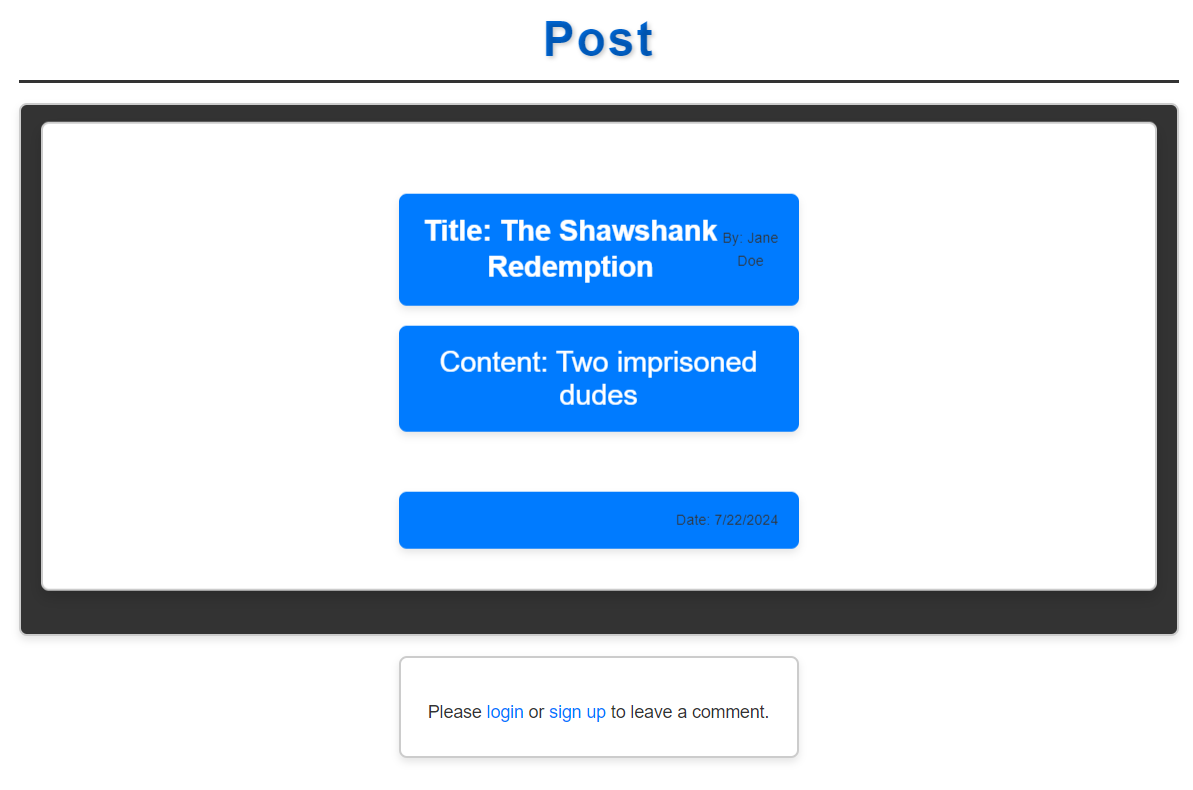 Post
Title: The Shawshank
Redemption
By: Jane
Doe
Content: Two imprisoned
dudes
Date: 7/22/2024
Please login or sign up to leave a comment.